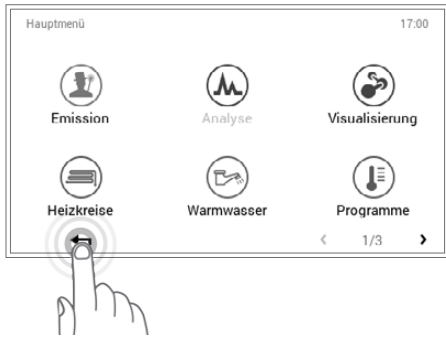 Hauptmenü 17:00
Emission Analyse Visualisierung
Heizkreise Warmwasser Programme
1/3